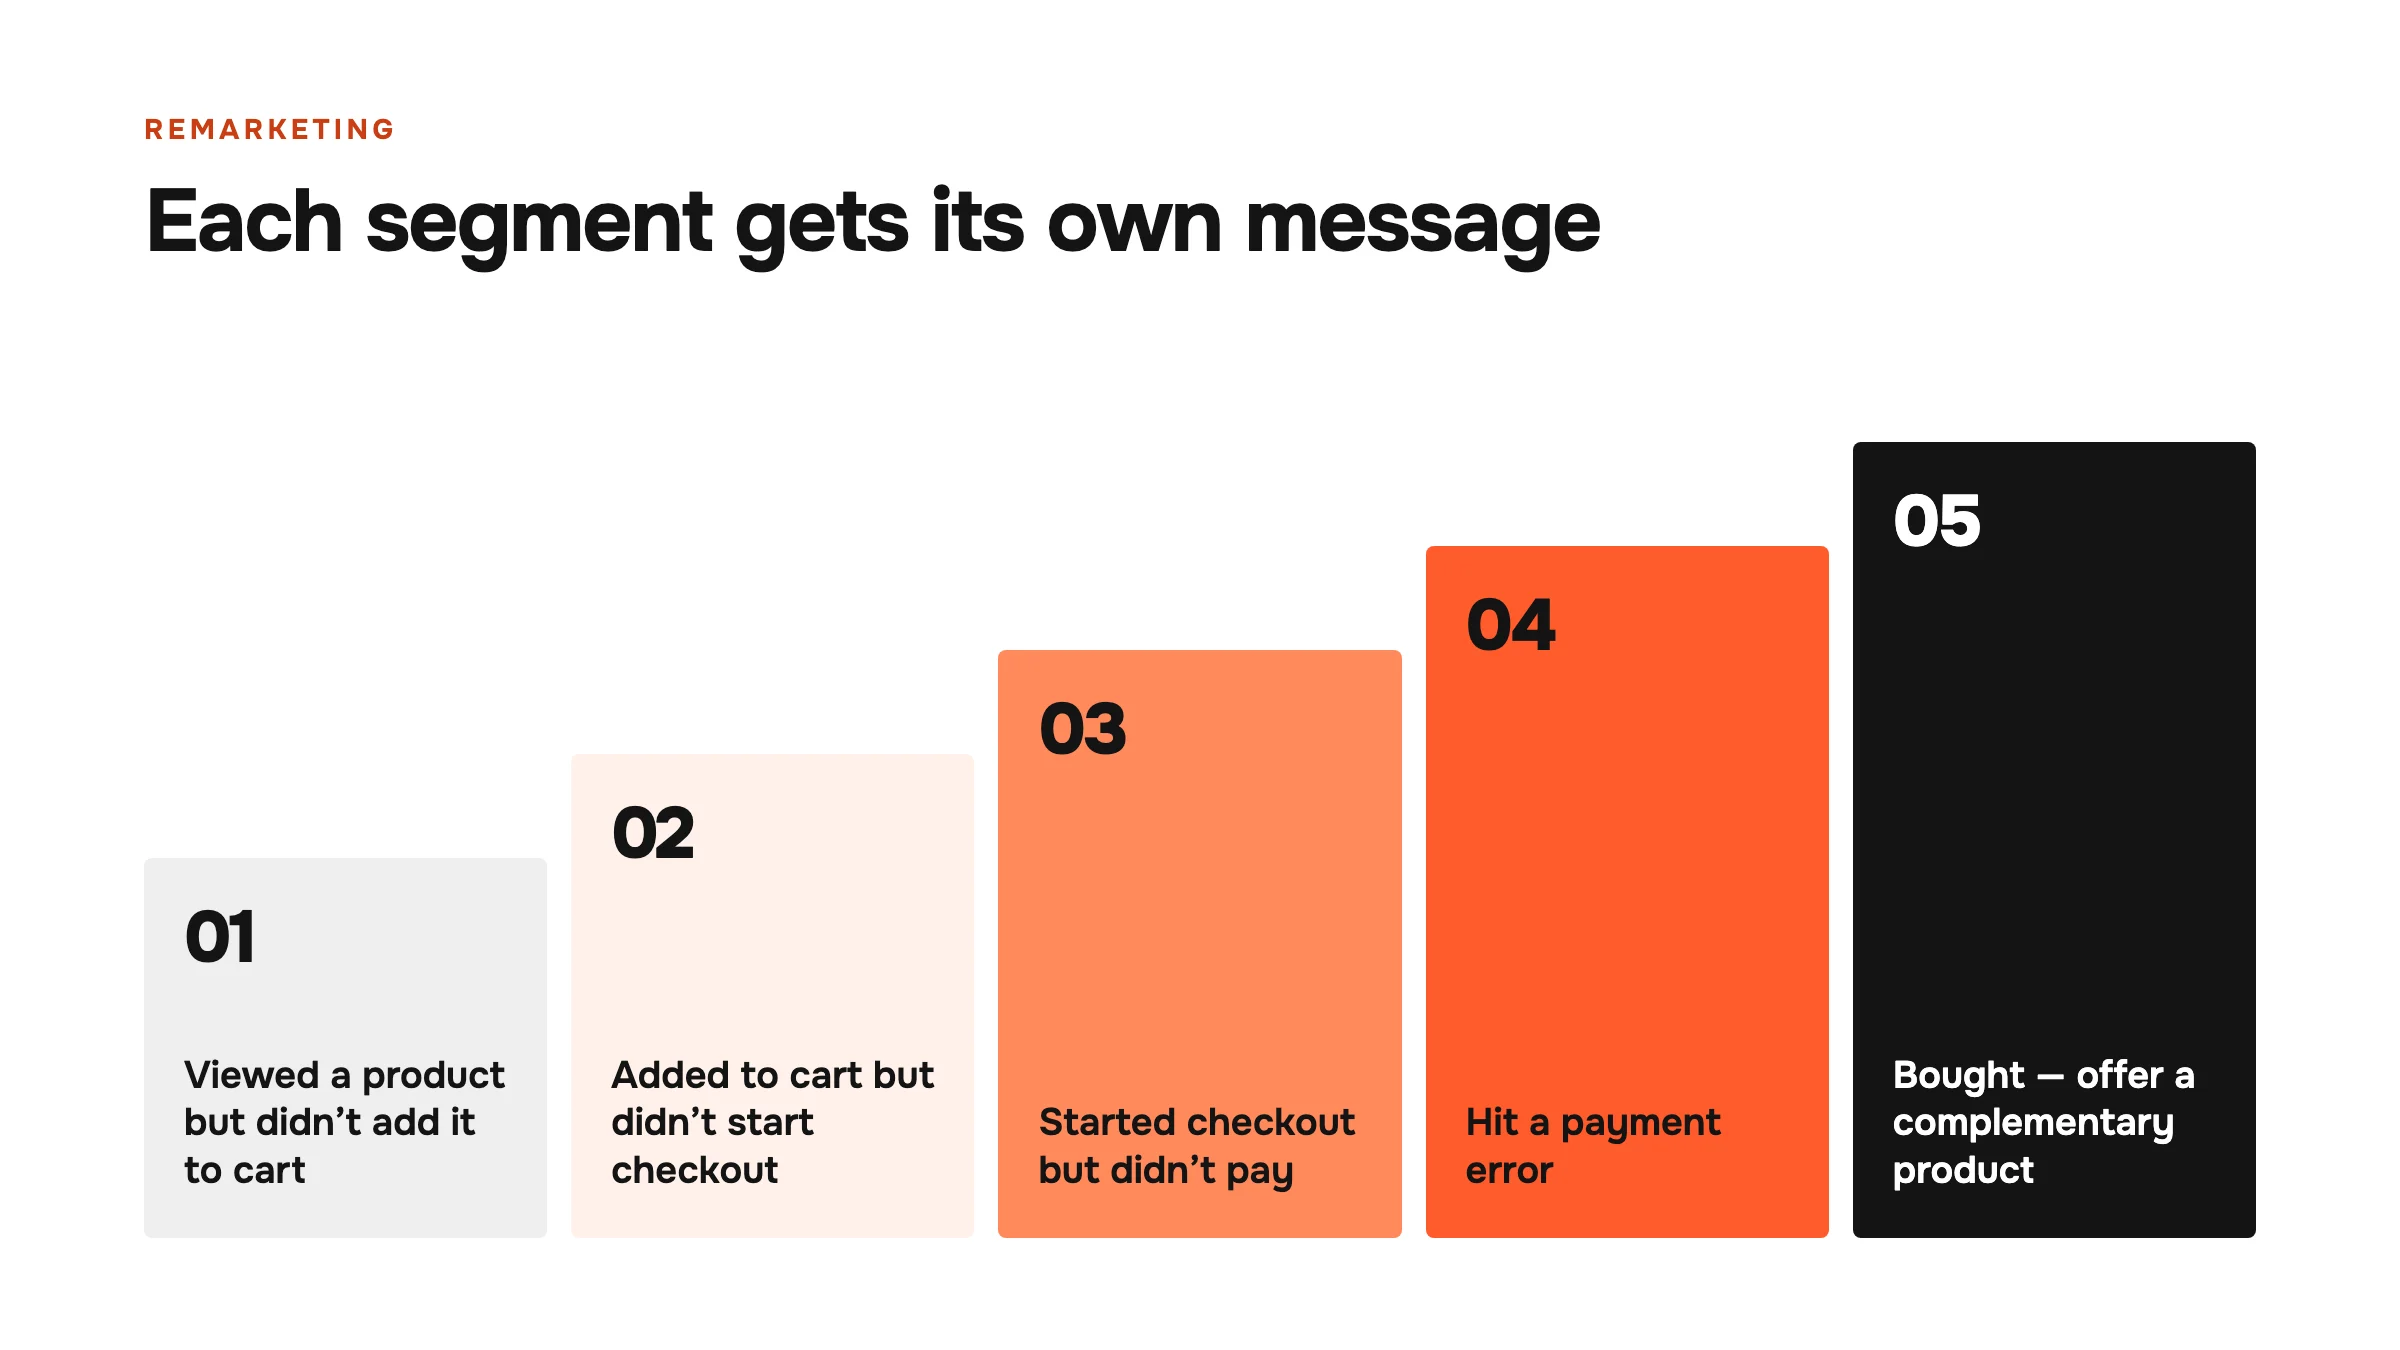 REMARKETING
Each segment gets its own message
01
Viewed a product
but didn’t add it
to cart
02
Added to cart but
didn’t start
checkout
03
Started checkout
but didn’t pay
04
Hit a payment
error
05
Bought — offer a
complementary
product